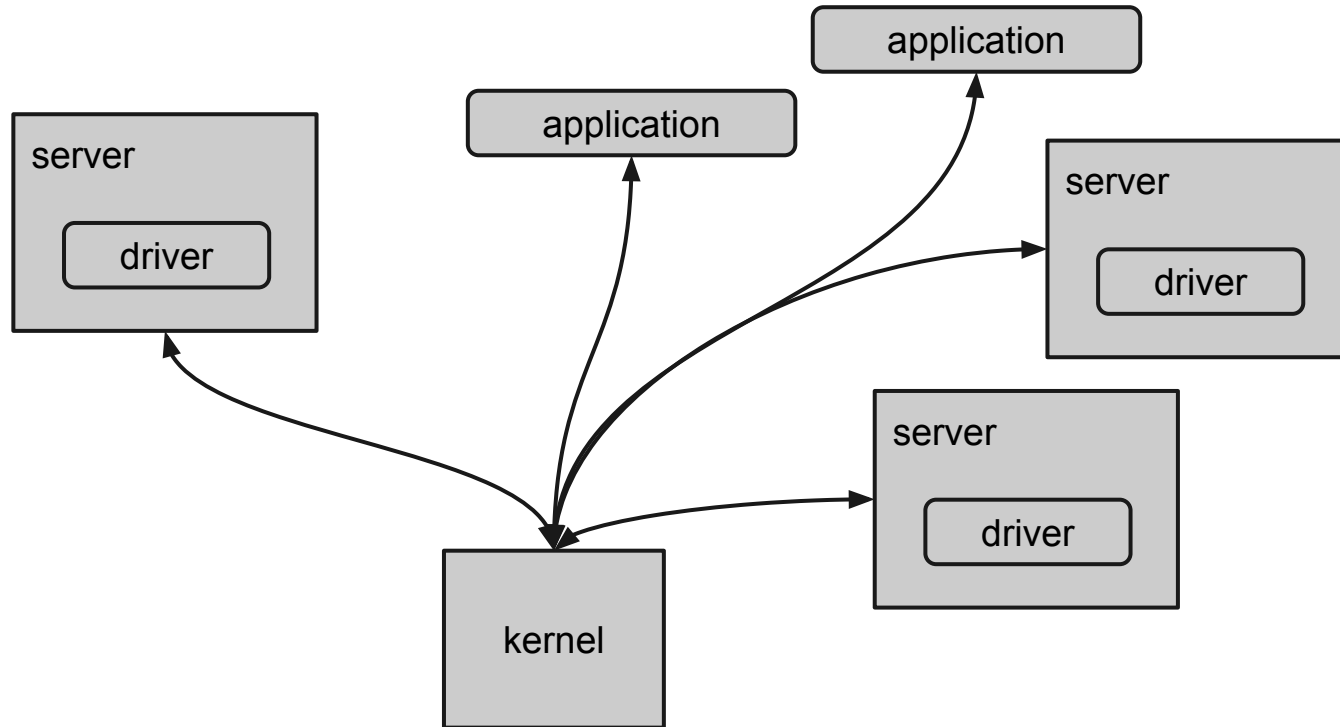 application
application
server
driver
server
driver
server
driver
kernel